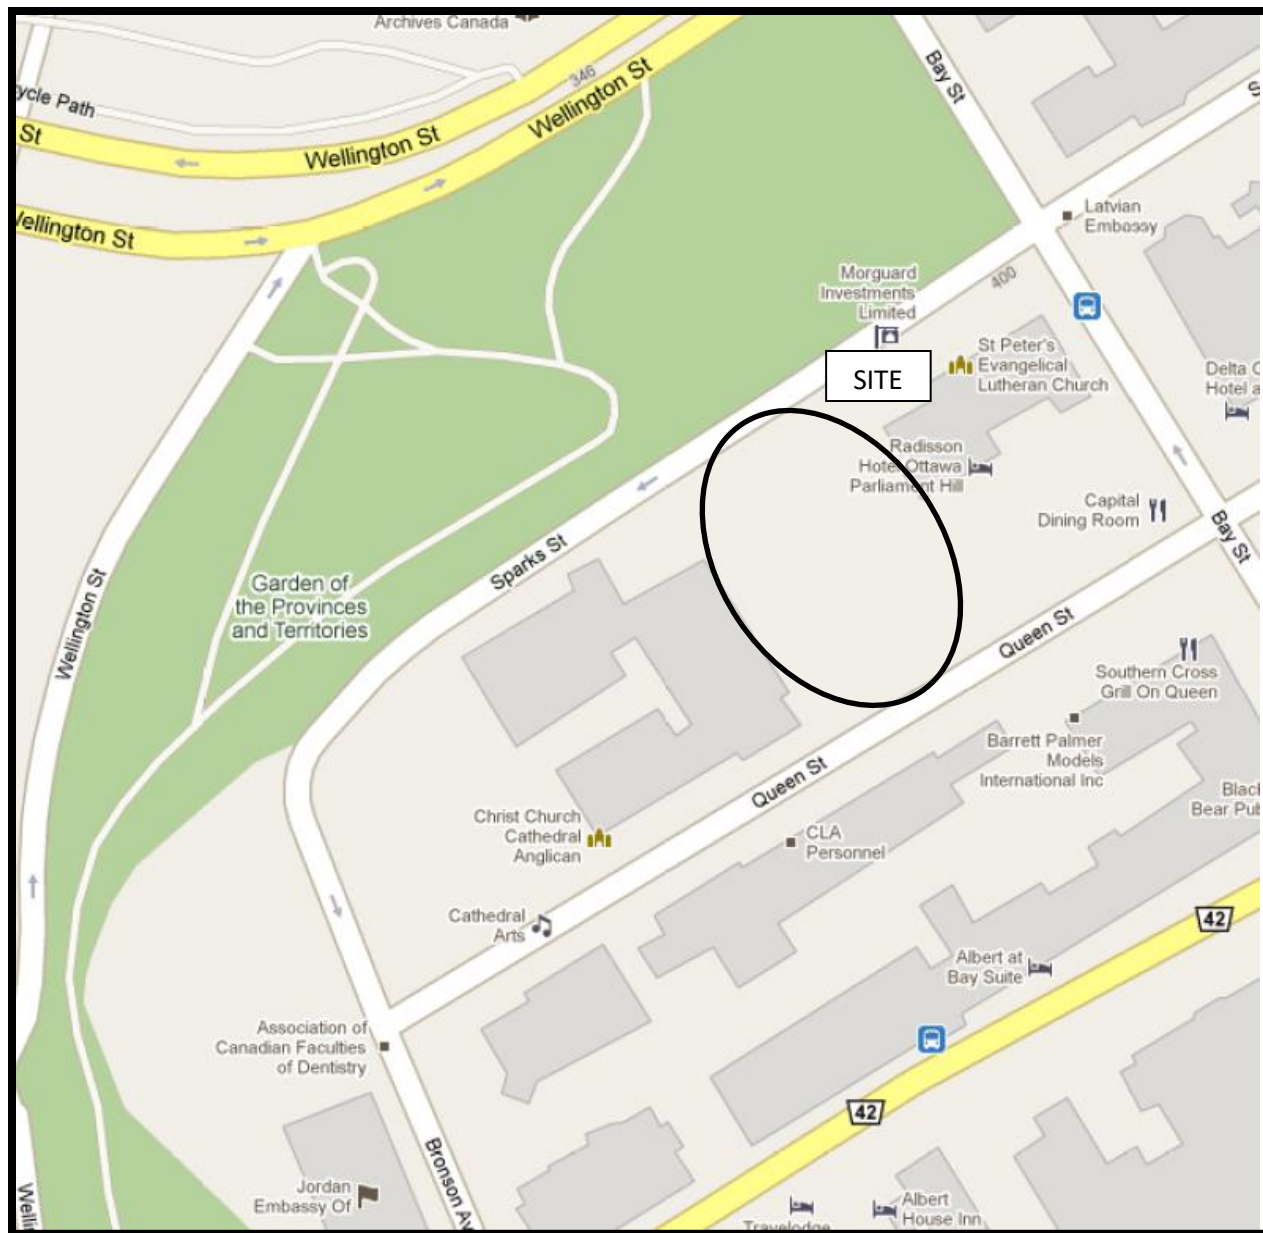 Archives Canada
346
Wellington St
Bay St
ycle Path
St
Wellington St
Wellington St
Latvian
Embassy
400
Morguard
Investments
Limited
SITE
St Peter's
Evangelical
Lutheran Church
Delta
Hotel a
Radisson
Hotel Ottawa
Parliament Hill
Capital
Dining Room
Bay St
Sparks St
Garden of
the Provinces
and Territories
Wellington St
Queen St
Southern Cross
Grill On Queen
Barrett Palmer
Models
International Inc
Black
Bear Pub
Queen St
Christ Church
Cathedral
Anglican
CLA
Personnel
Cathedral
Arts
42
Albert at
Bay Suite
Association of
Canadian Faculties
of Dentistry
42
Bronson Av
Jordan
Embassy Of
Welli
Albert
House Inn
Travelodge